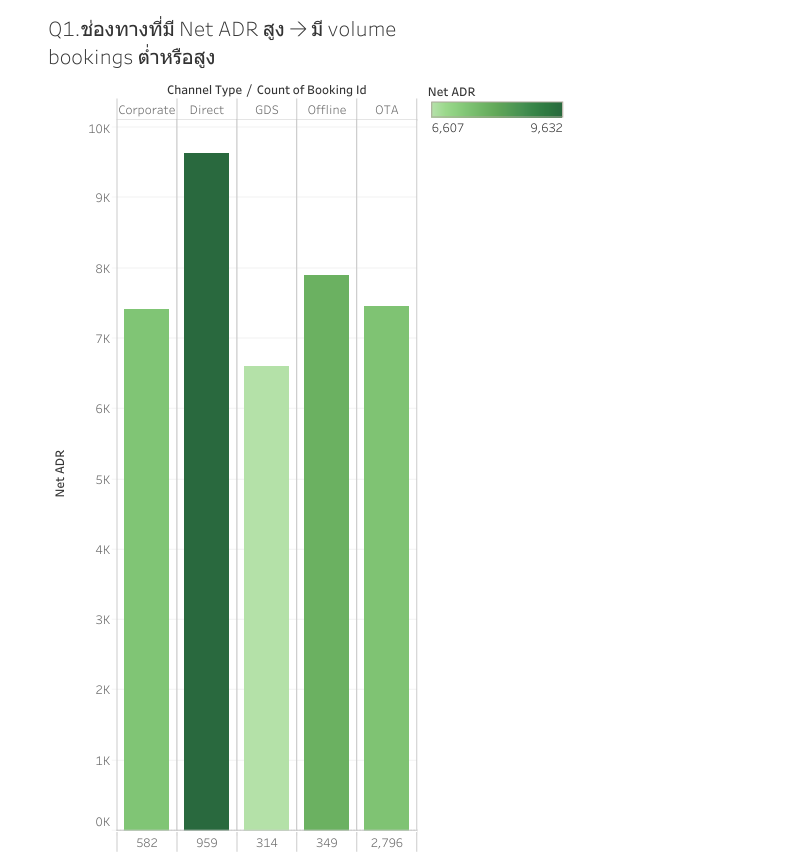 Q1.ช่องทางที่มี Net ADR สูง → มี volume
bookings ต่ำหรือสูง
Channel Type / Count of Booking Id
Corporate Direct GDS Offline OTA
Net ADR
6,607 9,632
10K
9K
8K
7K
6K
5K
4K
3K
2K
1K
0K
Net ADR
582 959 314 349 2,796